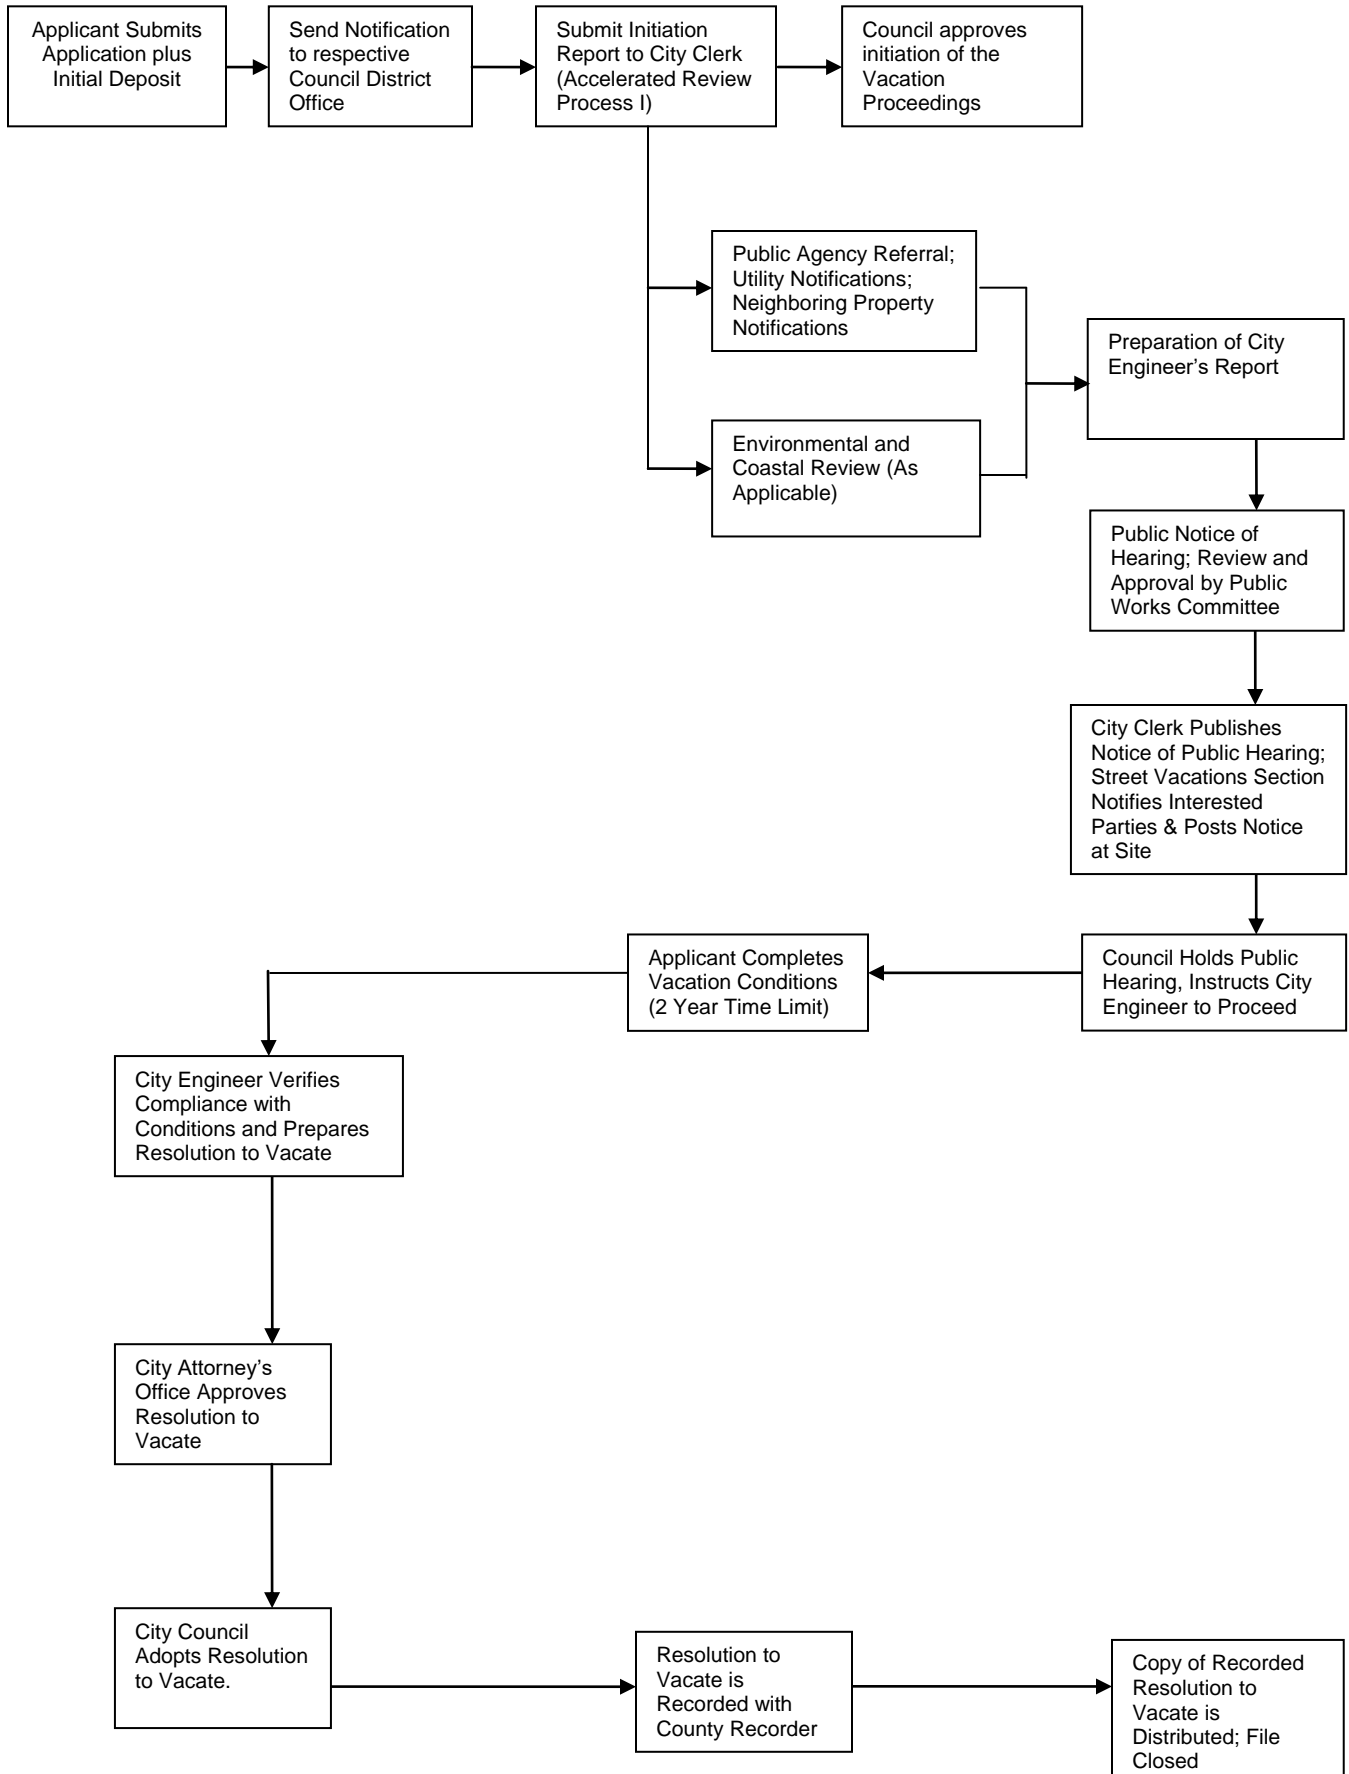 Applicant Submits
Application plus
Initial Deposit
Send Notification
to respective
Council District
Office
Submit Initiation
Report to City Clerk
(Accelerated Review
Process I)
Council approves
initiation of the
Vacation
Proceedings
Public Agency Referral;
Utility Notifications;
Neighboring Property
Notifications
Environmental and
Coastal Review (As
Applicable)
Preparation of City
Engineer’s Report
Public Notice of
Hearing; Review and
Approval by Public
Works Committee
City Clerk Publishes
Notice of Public Hearing;
Street Vacations Section
Notifies Interested
Parties & Posts Notice
at Site
Council Holds Public
Hearing, Instructs City
Engineer to Proceed
Applicant Completes
Vacation Conditions
(2 Year Time Limit)
City Engineer Verifies
Compliance with
Conditions and Prepares
Resolution to Vacate
City Attorney’s
Office Approves
Resolution to
Vacate
City Council
Adopts Resolution
to Vacate.
Resolution to
Vacate is
Recorded with
County Recorder
Copy of Recorded
Resolution to
Vacate is
Distributed; File
Closed